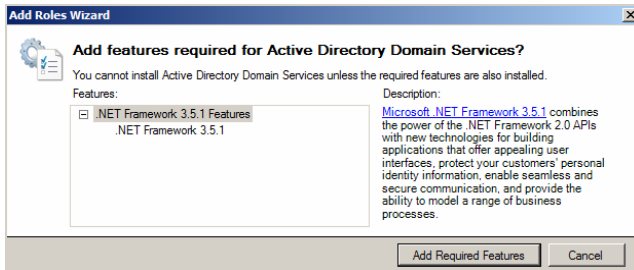 Add Roles Wizard
Add features required for Active Directory Domain Services?
You cannot install Active Directory Domain Services unless the required features are also installed.
Features:
.NET Framework 3.5.1 Features
.NET Framework 3.5.1
Description:
Microsoft .NET Framework 3.5.1 combines
the power of the .NET Framework 2.0 APIs
with new technologies for building
applications that offer appealing user
interfaces, protect your customers' personal
identity information, enable seamless and
secure communication, and provide the
ability to model a range of business
processes.
Add Required Features
Cancel